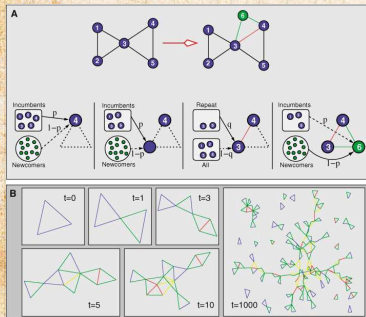 A
1
4
3
2
5
6
1
4
3
2
5
Incumbents
p
4
1-p
Newcomers
Incumbents
p
4
1-p
Newcomers
Repeat
q
4
3
All
1-q
Incumbents
p
4
3
6
Newcomers
1-p
B
t=0
t=1
t=3
t=5
t=10
t=1000